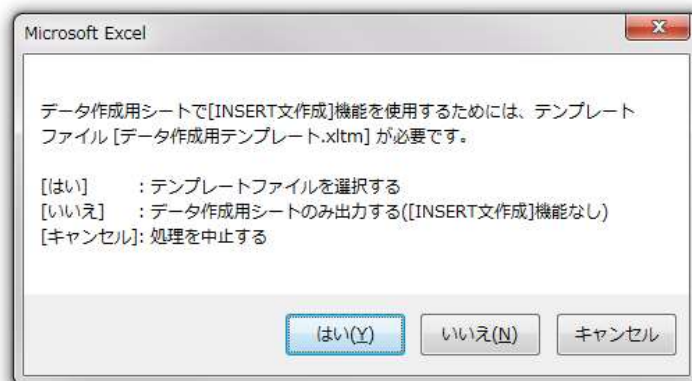 Microsoft Excel
データ作成用シートで[INSERT文作成]機能を使用するためには、テンプレート
ファイル [データ作成用テンプレート.xltm] が必要です。
[はい]　　: テンプレートファイルを選択する
[いいえ]　: データ作成用シートのみ出力する([INSERT文作成]機能なし)
[キャンセル]: 処理を中止する
はい(Y) いいえ(N) キャンセル